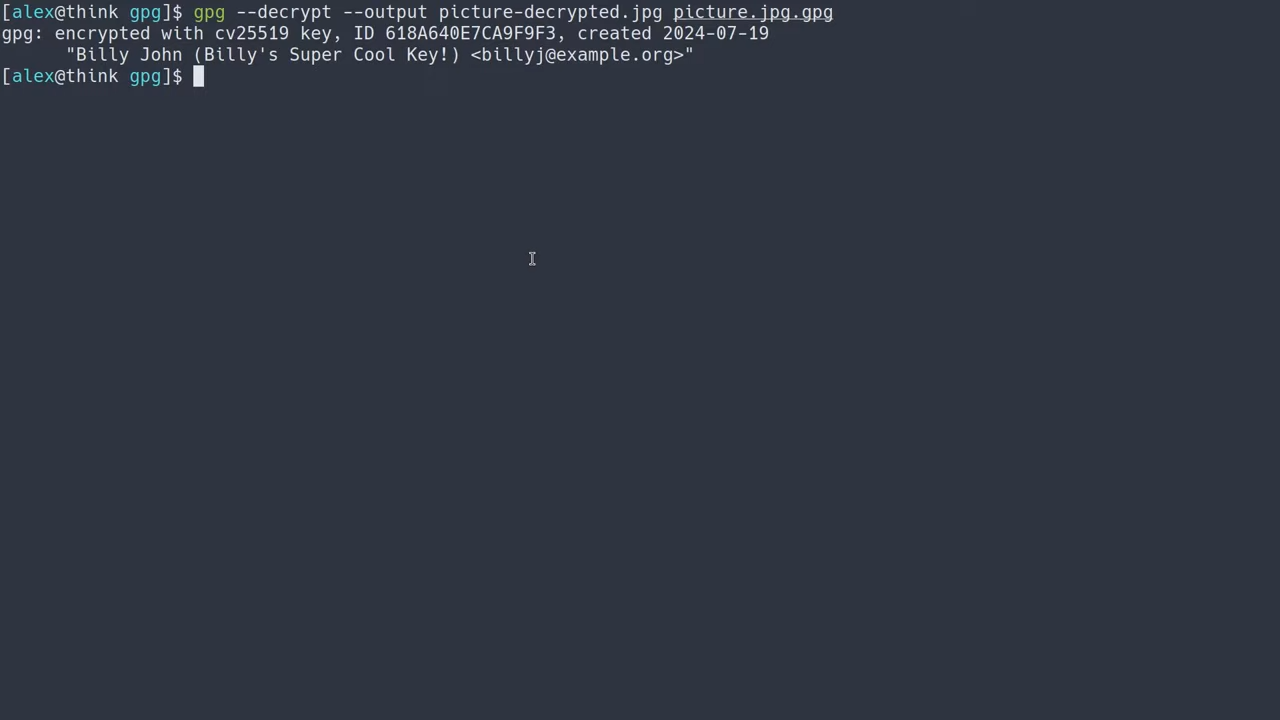 [alex@think gpg]$ gpg --decrypt --output picture-decrypted.jpg picture.jpg.gpg
gpg: encrypted with cv25519 key, ID 618A640E7CA9F9F3, created 2024-07-19
      "Billy John (Billy's Super Cool Key!) <billyj@example.org>"
[alex@think gpg]$